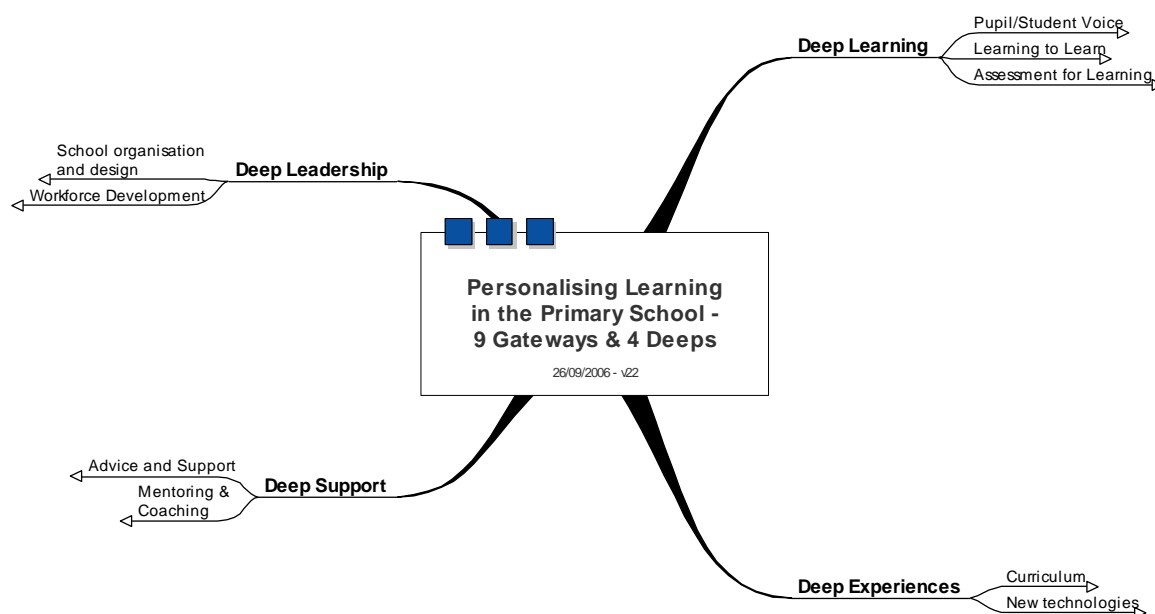 Pupil/Student Voice
Deep Learning
Learning to Learn
Assessment for Learning
School organisation
and design
Deep Leadership
Workforce Development
Personalising Learning
in the Primary School -
9 Gateways & 4 Deeps
26/09/2006 - v22
Advice and Support
Deep Support
Mentoring &
Coaching
Curriculum
Deep Experiences
New technologies